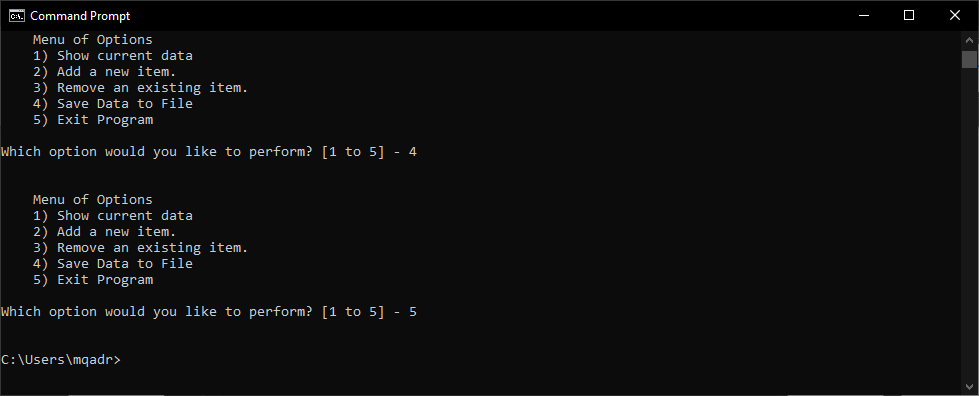 Command Prompt
Menu of Options
1) Show current data
2) Add a new item.
3) Remove an existing item.
4) Save Data to File
5) Exit Program
Which option would you like to perform? [1 to 5] - 4
Menu of Options
1) Show current data
2) Add a new item.
3) Remove an existing item.
4) Save Data to File
5) Exit Program
Which option would you like to perform? [1 to 5] - 5
C:\Users\mqadr>